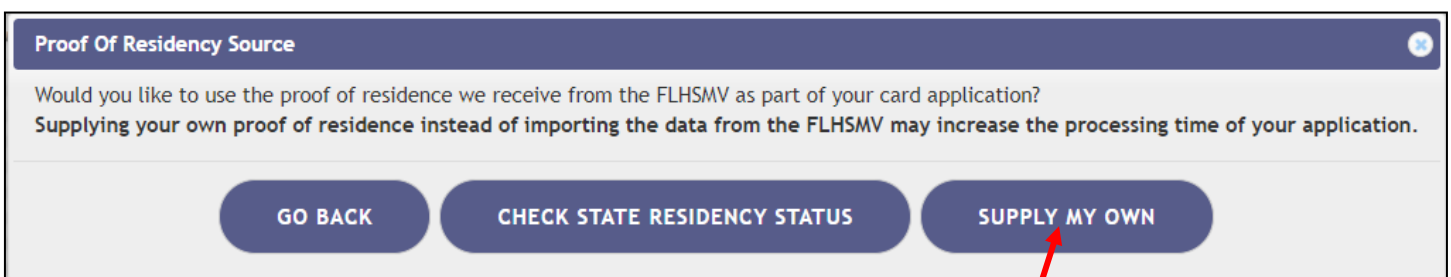 Proof Of Residency Source
Would you like to use the proof of residence we receive from the FLHSMV as part of your card application?
Supplying your own proof of residence instead of importing the data from the FLHSMV may increase the processing time of your application.
GO BACK CHECK STATE RESIDENCY STATUS SUPPLY MY OWN